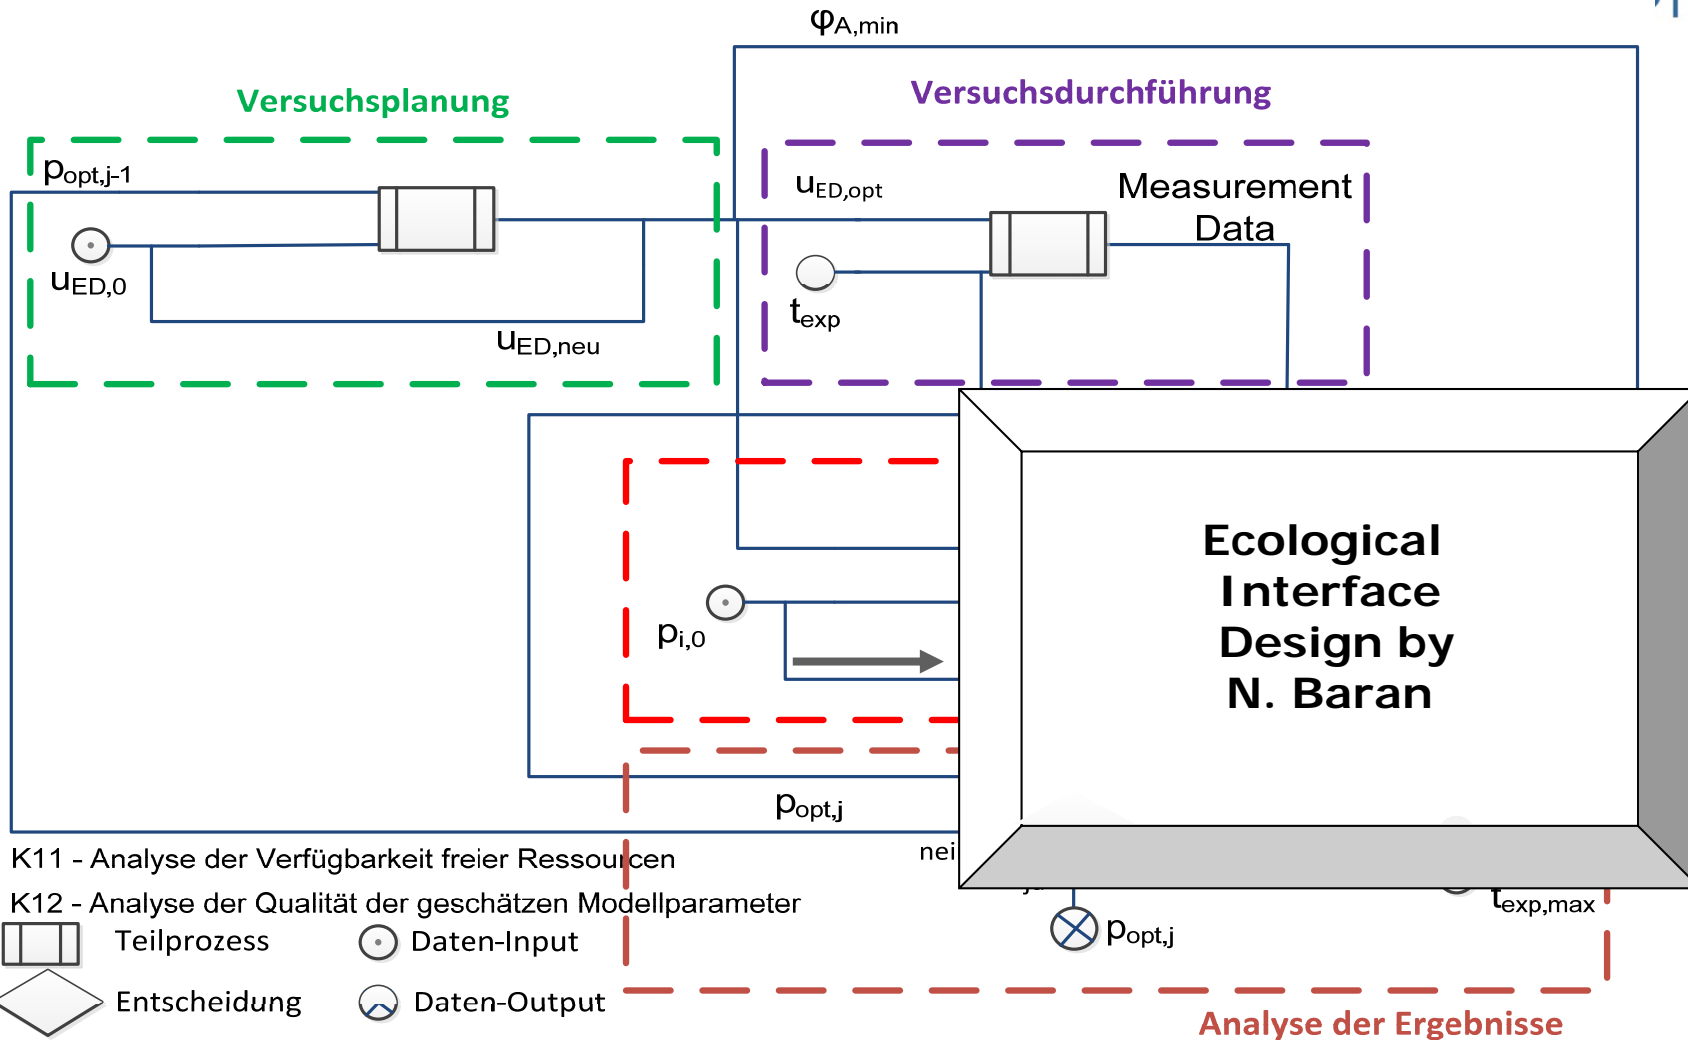 φA,min
Versuchsplanung
Versuchsdurchführung
popt,j-1
uED,opt
Measurement
Data
uED,0
texp
uED,neu
Ecological
Interface
Design by
N. Baran
pi,0
popt,j
K11 - Analyse der Verfügbarkeit freier Ressourcen
nei
K12 - Analyse der Qualität der geschätzen Modellparameter
texp,max
Teilprozess
Daten-Input
popt,j
Entscheidung
Daten-Output
Analyse der Ergebnisse